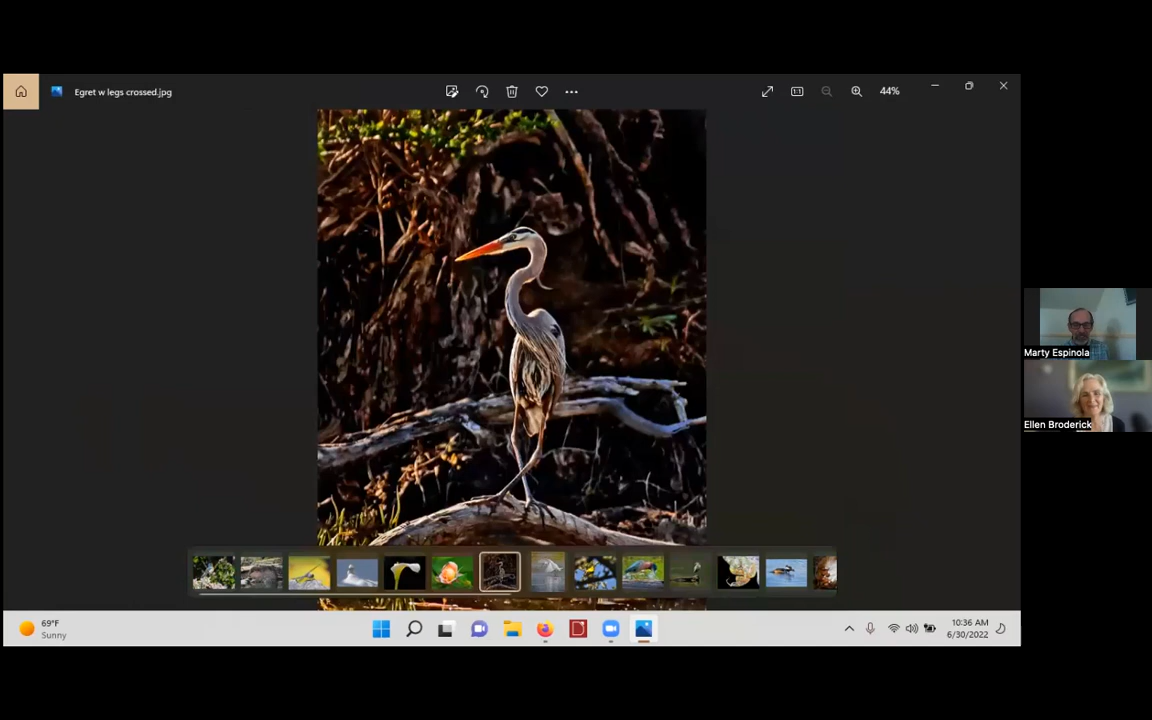 Egret w legs crossed.jpg
44%
Marty Espinola
Ellen Broderick
69°F
Sunny
10:36 AM
6/30/2022